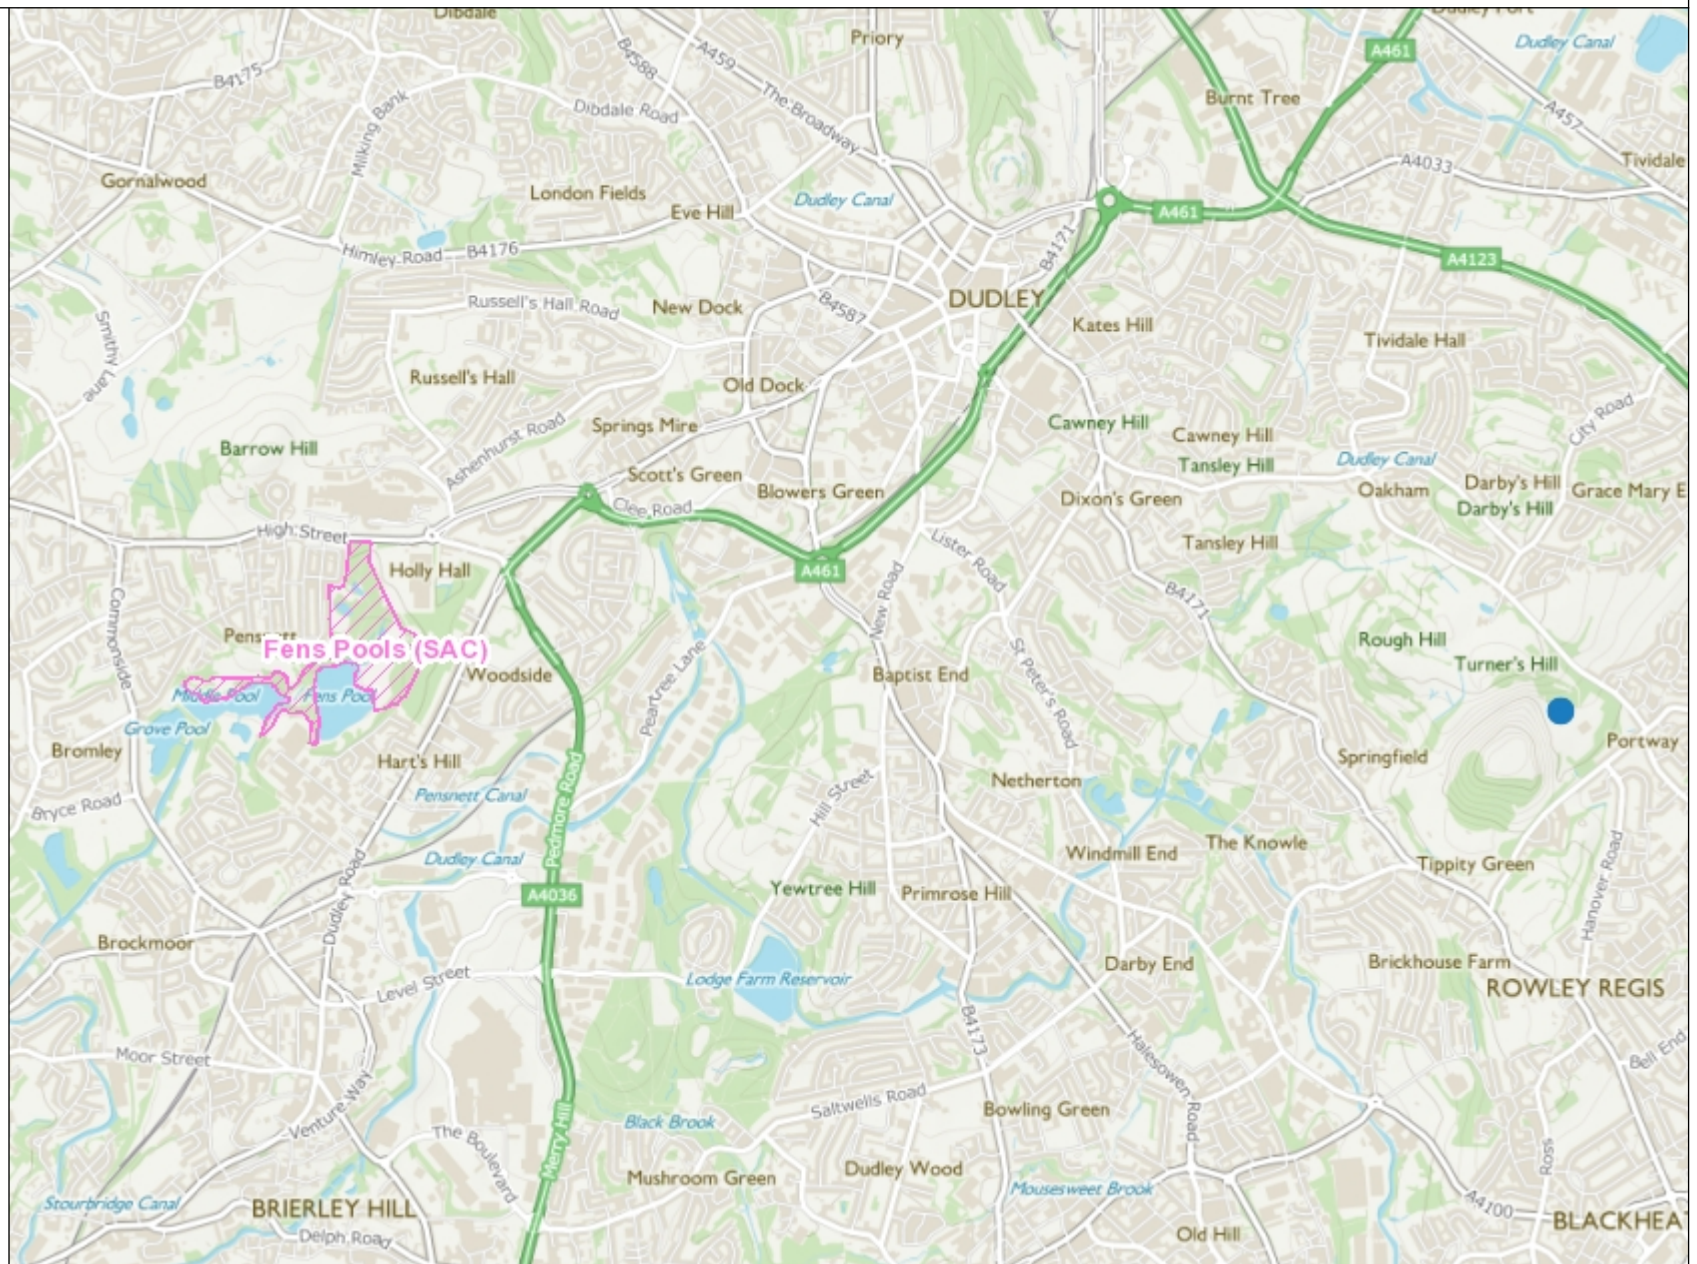 Dibdale
Priory
Dudley Port
Dudley Canal
A461
B4175
B4588
A459
The Broadway
Burnt Tree
Milking Bank
Dibdale Road
A457
Tividale
A4033
Gornalwood
London Fields
Eve Hill
Dudley Canal
A461
Himley Road
B4176
B4171
A4123
Russell's Hall Road
New Dock
B4587
DUDLEY
Kates Hill
Smithy Lane
Tividale Hall
Russell's Hall
Old Dock
Springs Mire
Cawney Hill
Cawney Hill
City Road
Barrow Hill
Ashenhurst Road
Tansley Hill
Dudley Canal
Scott's Green
Blowers Green
Dixon's Green
Oakham
Darby's Hill
Grace Mary E
Darby's Hill
Clee Road
High Street
Holly Hall
A461
Lister Road
Tansley Hill
New Road
B4171
Commonside
Pensnett
Fens Pools (SAC)
Rough Hill
Turner's Hill
Woodside
Peartree Lane
Baptist End
St Peter's Road
Middle Pool
Fens Pool
Grove Pool
Bromley
Hart's Hill
Springfield
Portway
Pensnett Canal
Pedmore Road
Hill Street
Netherton
Bryce Road
Dudley Canal
Windmill End
The Knowle
Tippity Green
Dudley Road
A4036
Yewtree Hill
Primrose Hill
Hanover Road
Brockmoor
Level Street
Lodge Farm Reservoir
Darby End
Brickhouse Farm
ROWLEY REGIS
B4173
Halesowen Road
Moor Street
Bell End
Venture Way
Saltwells Road
Bowling Green
Black Brook
The Boulevard
Merry Hill
Mushroom Green
Dudley Wood
Mousesweet Brook
Ross
Stourbridge Canal
BRIERLEY HILL
Delph Road
A4100
Old Hill
BLACKHEA